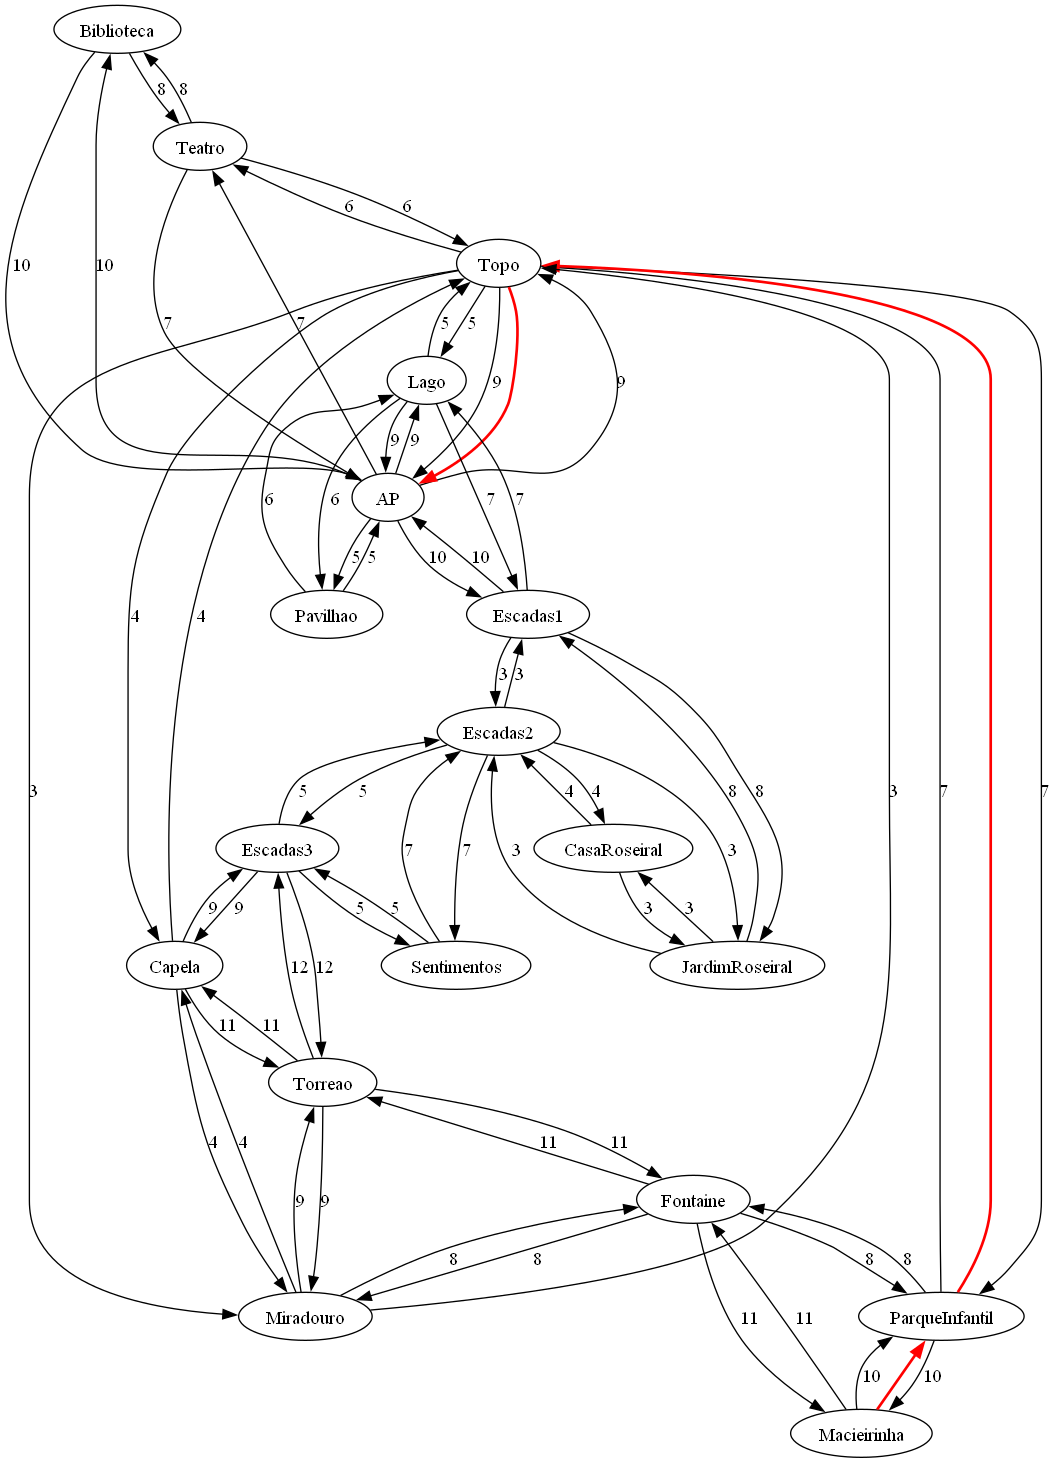 Biblioteca
8 8
Teatro
6 6
10 10
Topo
7 7 5 5
Lago
9 9
9 9
6 6 7 7
AP
5 5 10 10
4 4
Pavilhao
Escadas1
3 3
Escadas2
3 5 5 7 7 4 4 3 3 8 8 3 7 7
Escadas3
CasaRoseiral
9 9 5 5 3 3
Capela
Sentimentos
JardimRoseiral
11 11 12 12
Torreao
4 4 9 9 11 11
Fontaine
8 8 8 8
Miradouro
ParqueInfantil
11 11 10 10
Macieirinha